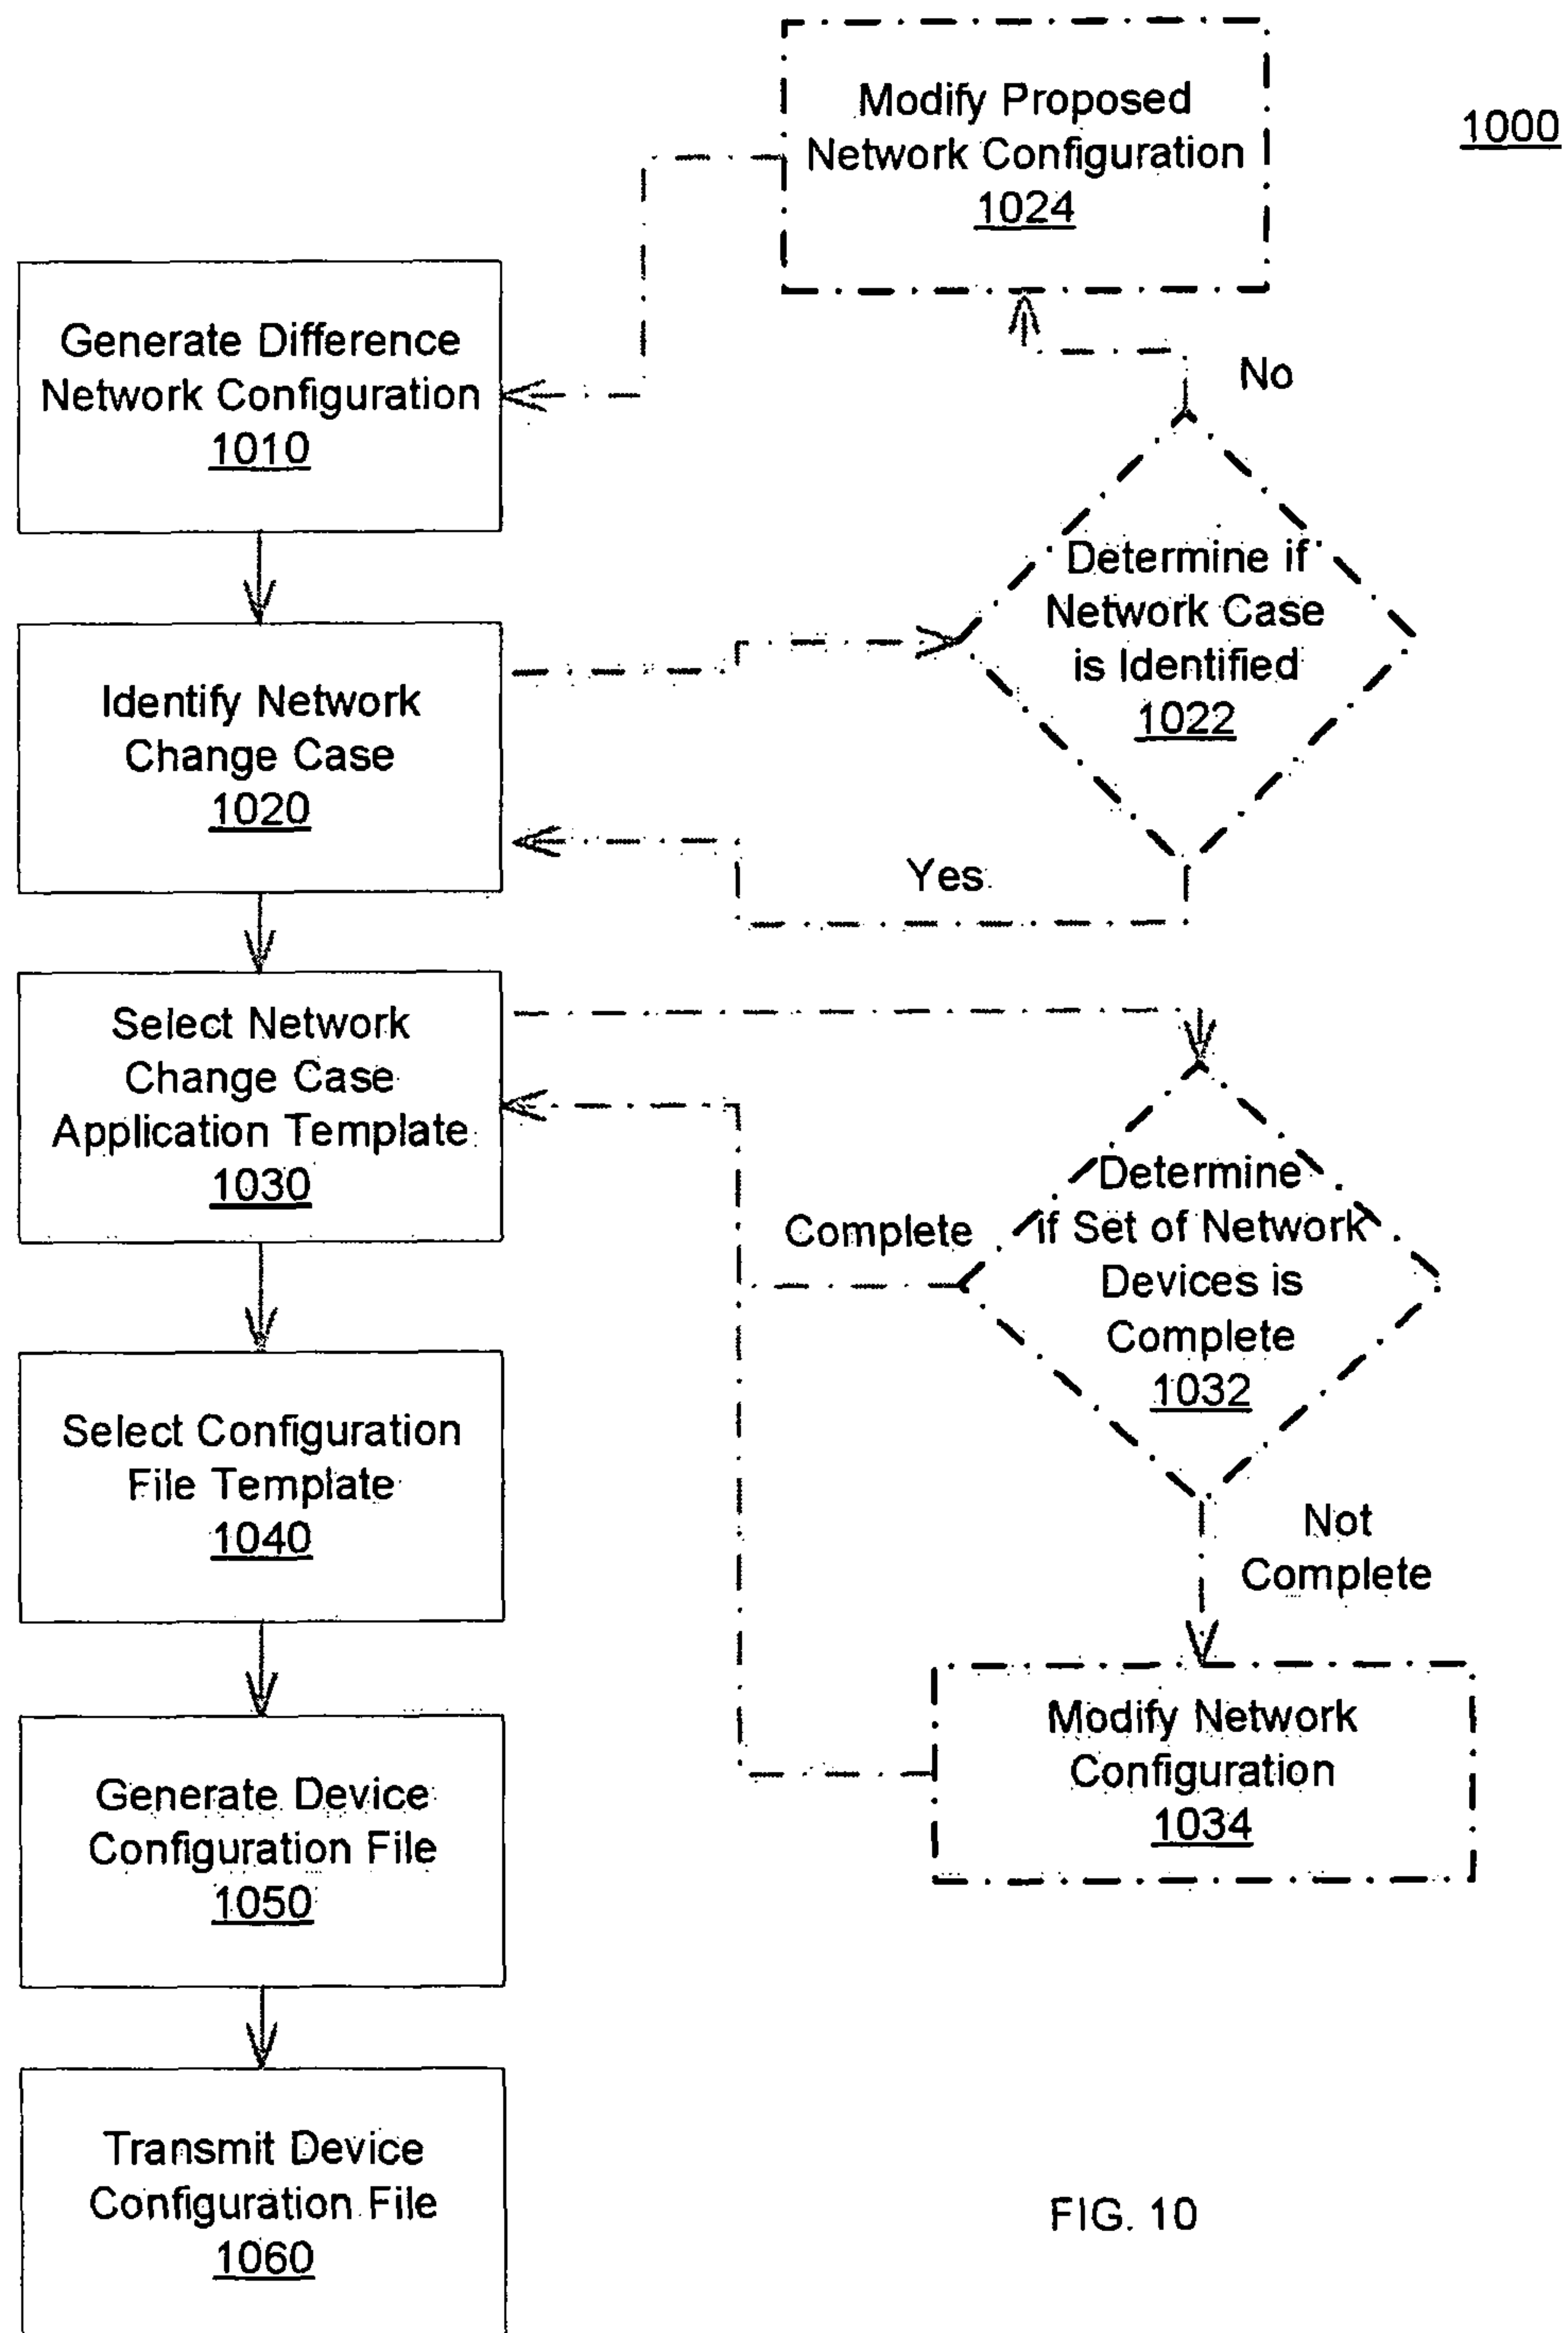 Modify Proposed
Network Configuration
1024
1000
Generate Difference
Network Configuration
1010
No
Determine if
Network Case
is Identified
1022
Identify Network
Change Case
1020
Yes
Select Network
Change Case
Application Template
1030
Determine
if Set of Network
Devices is
Complete
1032
Complete
Select Configuration
File Template
1040
Not
Complete
Modify Network
Configuration
1034
Generate Device
Configuration File
1050
Transmit Device
Configuration File
1060
FIG. 10